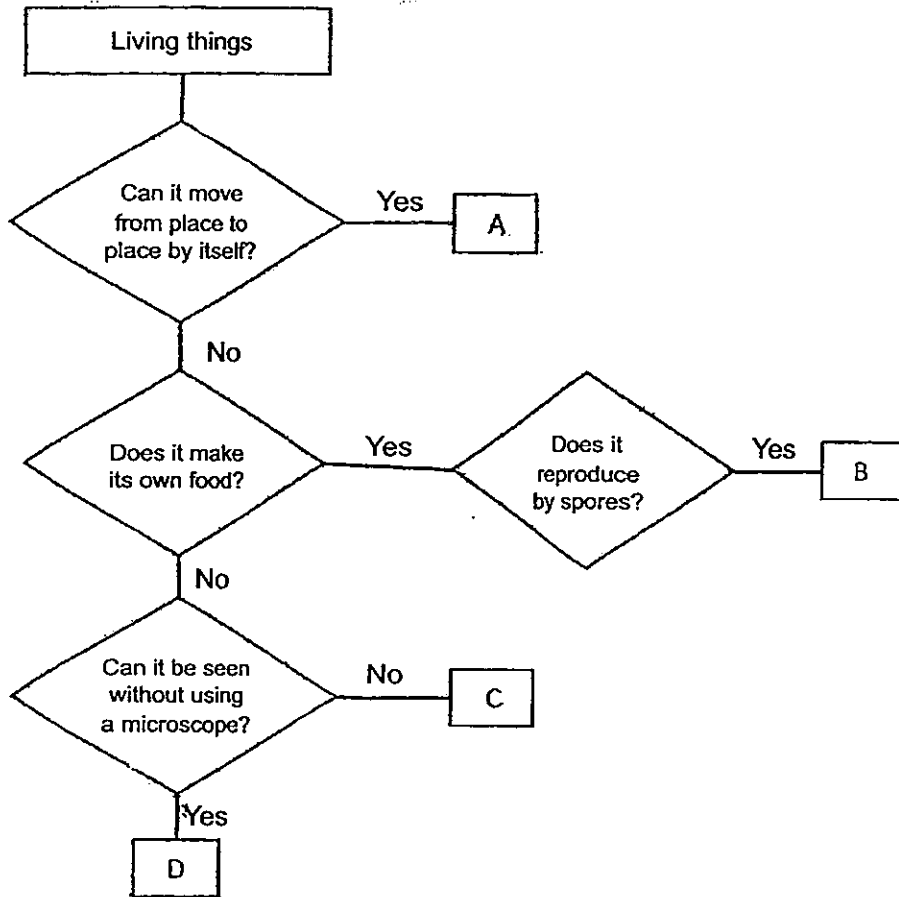 Living things
Can it move
from place to
place by itself?
Yes
A
No
Does it make
its own food?
Yes
Does it
reproduce
by spores?
Yes
B
No
Can it be seen
without using
a microscope?
No
C
Yes
D